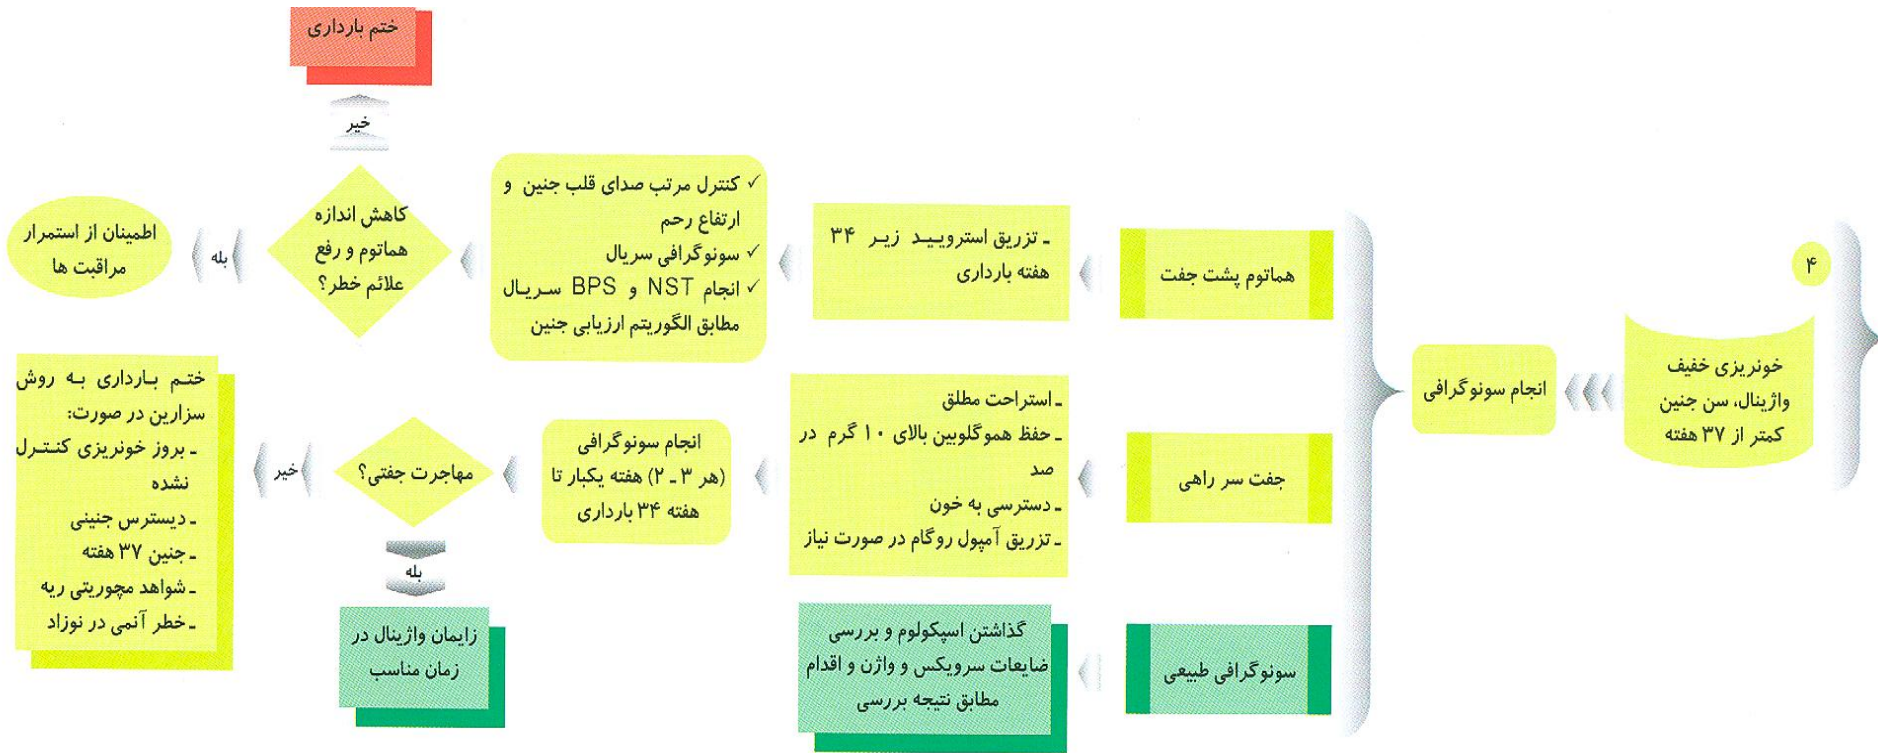 ۴
خونریزی خفیف
واژینال، سن جنین
کمتر از ۳۷ هفته
انجام سونوگرافی
هماتوم پشت جفت
ـ تزریق استرویید زیر ۳۴
هفته بارداری
✓ کنترل مرتب صدای قلب جنین و
ارتفاع رحم
✓ سونوگرافی سریال
✓ انجام NST و BPS سریال
مطابق الگوریتم ارزیابی جنین
کاهش اندازه
هماتوم و رفع
علائم خطر؟
خیر
ختم بارداری
بله
اطمینان از استمرار
مراقبت ها
جفت سر راهی
ـ استراحت مطلق
ـ حفظ هموگلوبین بالای ۱۰ گرم در
صد
ـ دسترسی به خون
ـ تزریق آمپول روگام در صورت نیاز
انجام سونوگرافی
(هر ۳ ـ ۲) هفته یکبار تا
هفته ۳۴ بارداری
مهاجرت جفتی؟
خیر
ختم بارداری به روش
سزارین در صورت:
ـ بروز خونریزی کنترل
نشده
ـ دیسترس جنینی
ـ جنین ۳۷ هفته
ـ شواهد مچوریتی ریه
ـ خطر آنمی در نوزاد
بله
زایمان واژینال در
زمان مناسب
سونوگرافی طبیعی
گذاشتن اسپکولوم و بررسی
ضایعات سرویکس و واژن و اقدام
مطابق نتیجه بررسی